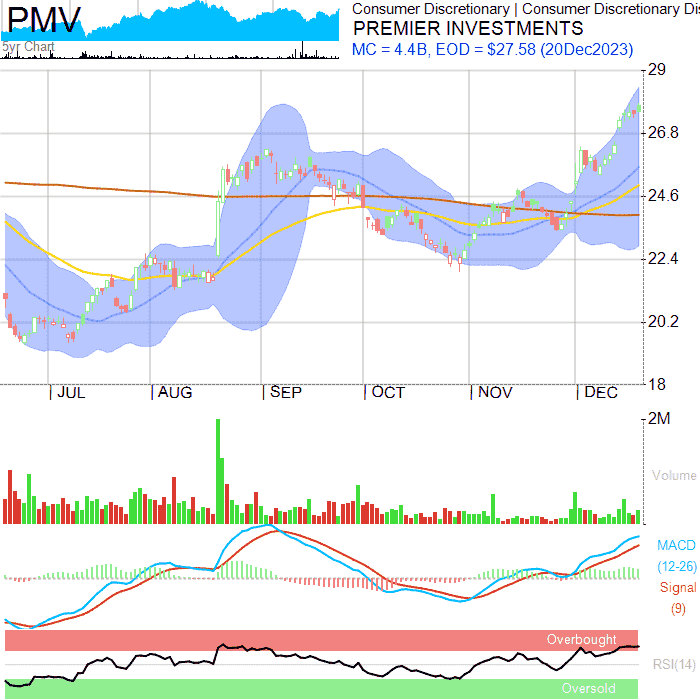 PMV
5yr Chart
Consumer Discretionary | Consumer Discretionary Dis
PREMIER INVESTMENTS
MC = 4.4B, EOD = $27.58 (20Dec2023)
29
26.8
24.6
22.4
20.2
18
JUL AUG SEP OCT NOV DEC
2M
Volume
MACD
(12-26)
Signal
(9)
Overbought
RSI(14)
Oversold